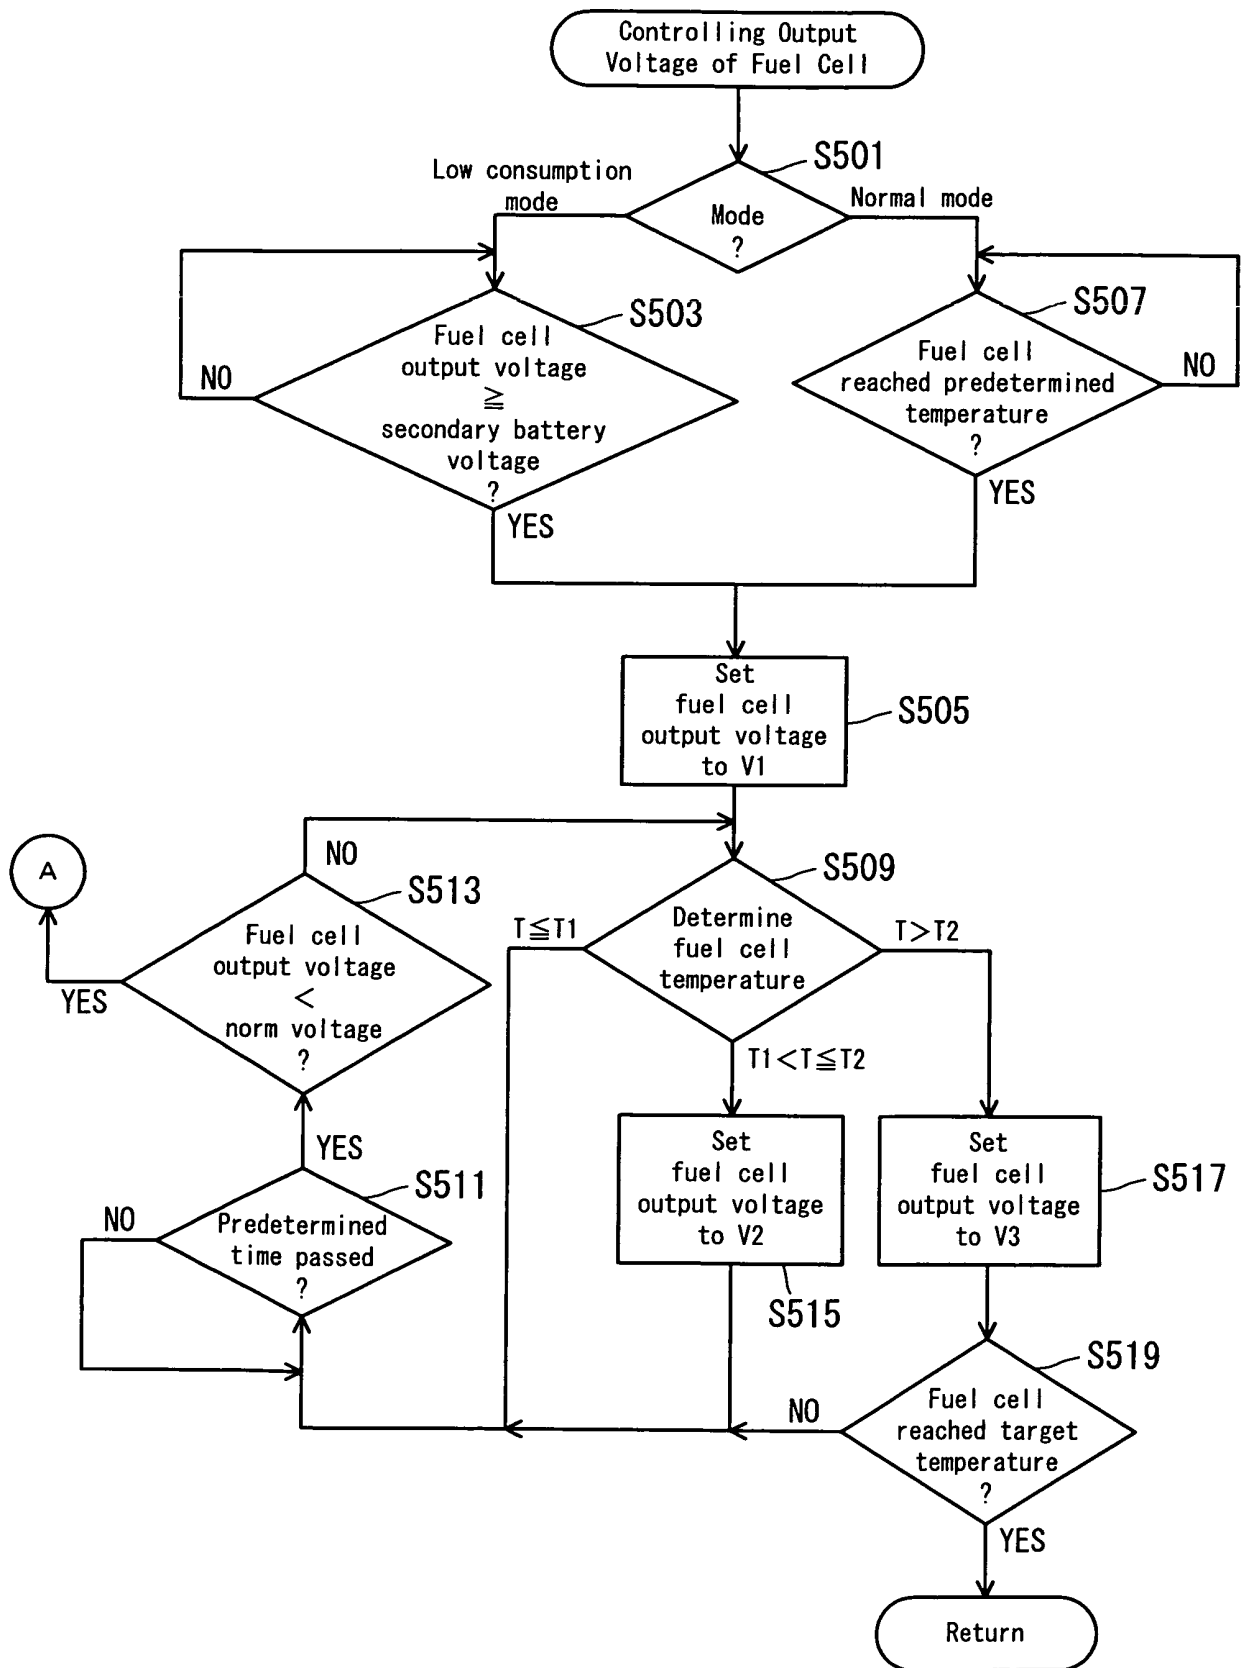 Controlling Output
Voltage of Fuel Cell
S501
Low consumption
mode
Mode
?
Normal mode
S503
Fuel cell
output voltage
≧
secondary battery
voltage
?
NO
YES
S507
Fuel cell
reached predetermined
temperature
?
NO
YES
Set
fuel cell
output voltage
to V1
S505
A
NO
S513
Fuel cell
output voltage
<
norm voltage
?
YES
S509
Determine
fuel cell
temperature
T≦T1
T>T2
T1<T≦T2
YES
S511
Predetermined
time passed
?
NO
Set
fuel cell
output voltage
to V2
S515
Set
fuel cell
output voltage
to V3
S517
S519
Fuel cell
reached target
temperature
?
NO
YES
Return